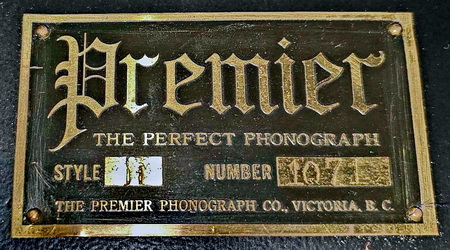 Premier
THE PERFECT PHONOGRAPH
STYLE NUMBER
THE PREMIER PHONOGRAPH CO., VICTORIA, B. C.